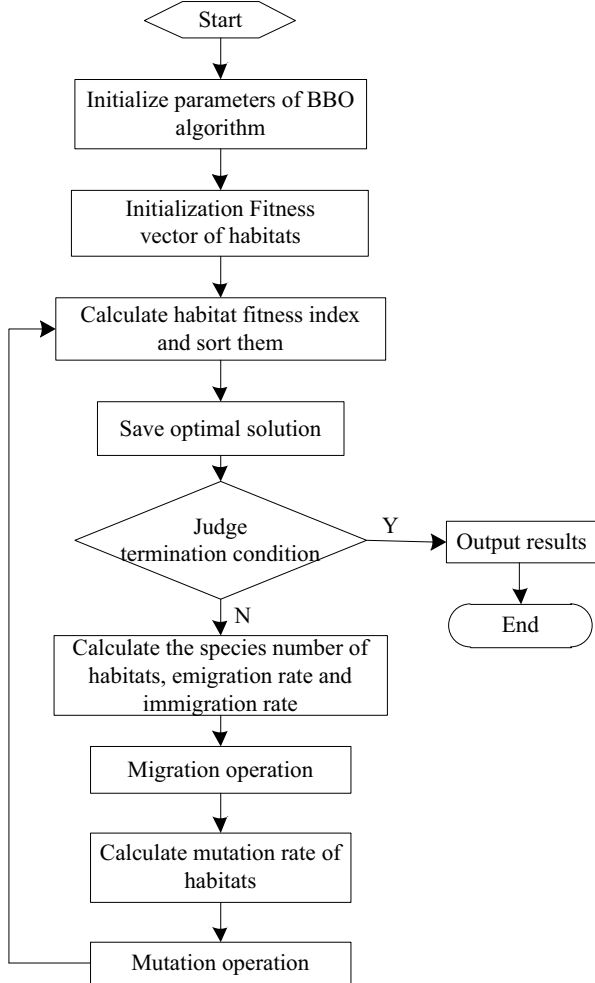 Start
Initialize parameters of BBO
algorithm
Initialization Fitness
vector of habitats
Calculate habitat fitness index
and sort them
Save optimal solution
Judge
termination condition
Y
Output results
End
N
Calculate the species number of
habitats, emigration rate and
immigration rate
Migration operation
Calculate mutation rate of
habitats
Mutation operation